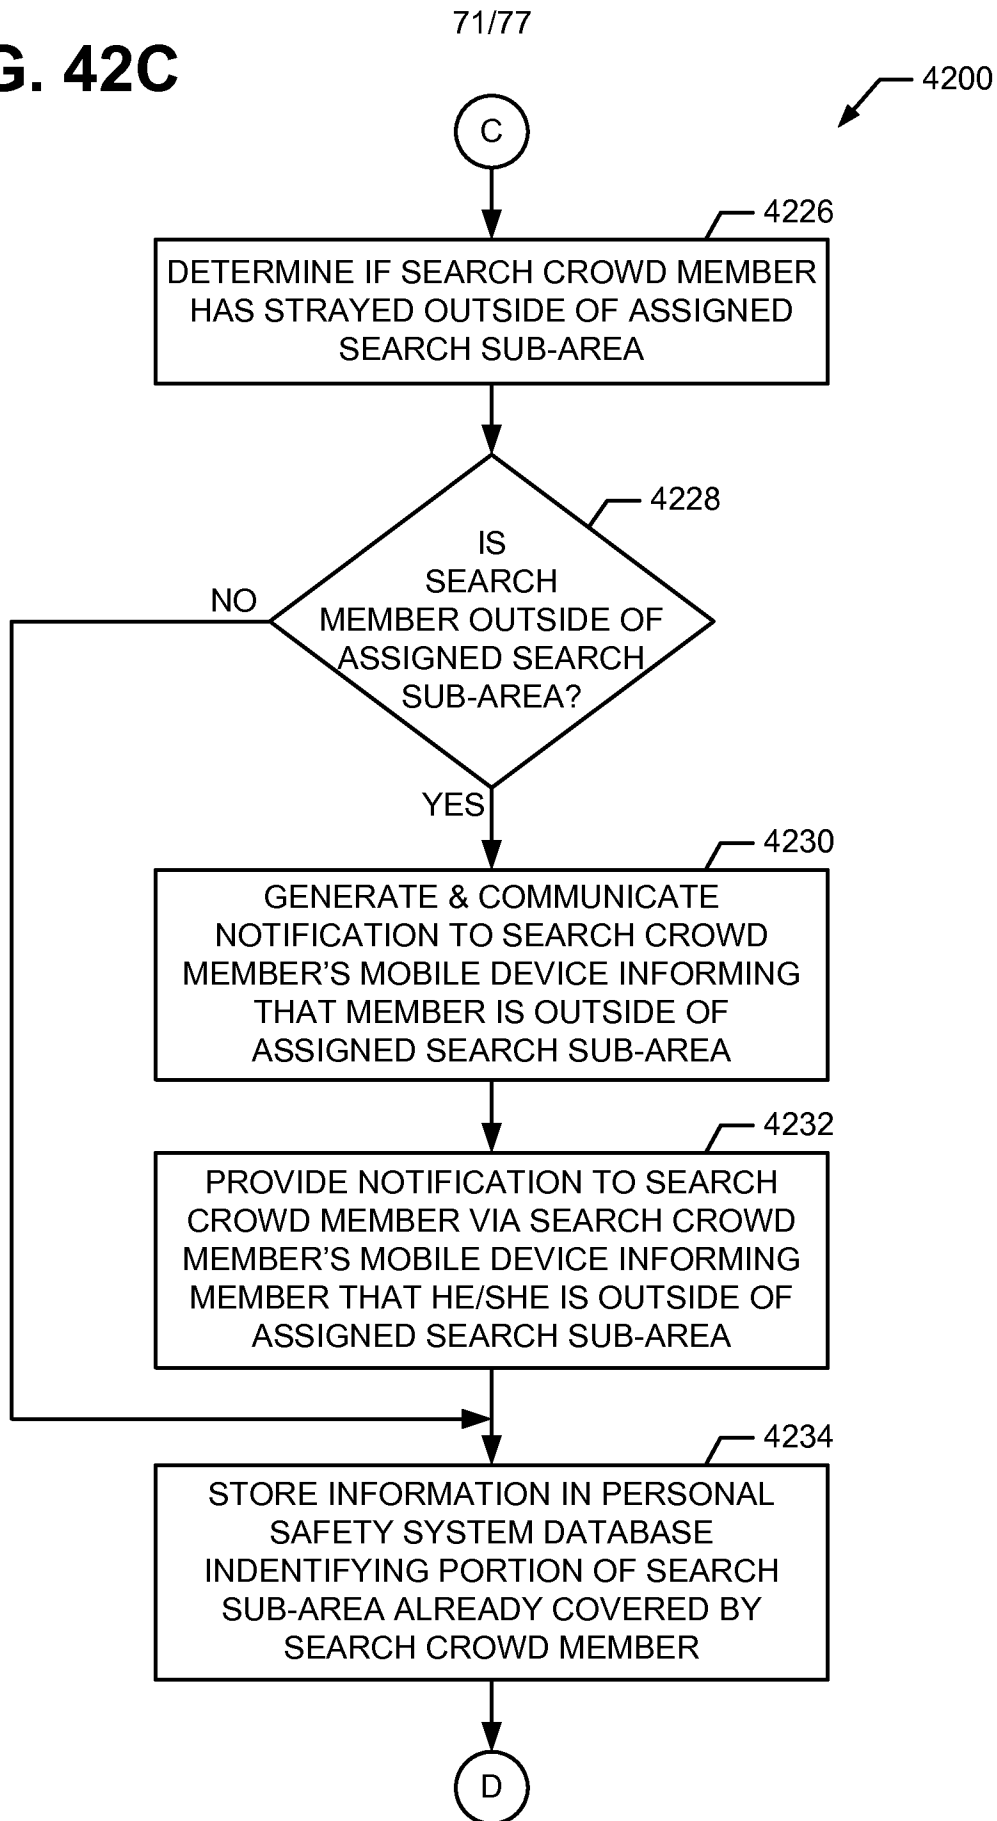 71/77
G. 42C
4200
C
4226
DETERMINE IF SEARCH CROWD MEMBER
HAS STRAYED OUTSIDE OF ASSIGNED
SEARCH SUB-AREA
4228
IS
SEARCH
MEMBER OUTSIDE OF
ASSIGNED SEARCH
SUB-AREA?
NO
YES
4230
GENERATE & COMMUNICATE
NOTIFICATION TO SEARCH CROWD
MEMBER’S MOBILE DEVICE INFORMING
THAT MEMBER IS OUTSIDE OF
ASSIGNED SEARCH SUB-AREA
4232
PROVIDE NOTIFICATION TO SEARCH
CROWD MEMBER VIA SEARCH CROWD
MEMBER’S MOBILE DEVICE INFORMING
MEMBER THAT HE/SHE IS OUTSIDE OF
ASSIGNED SEARCH SUB-AREA
4234
STORE INFORMATION IN PERSONAL
SAFETY SYSTEM DATABASE
INDENTIFYING PORTION OF SEARCH
SUB-AREA ALREADY COVERED BY
SEARCH CROWD MEMBER
D